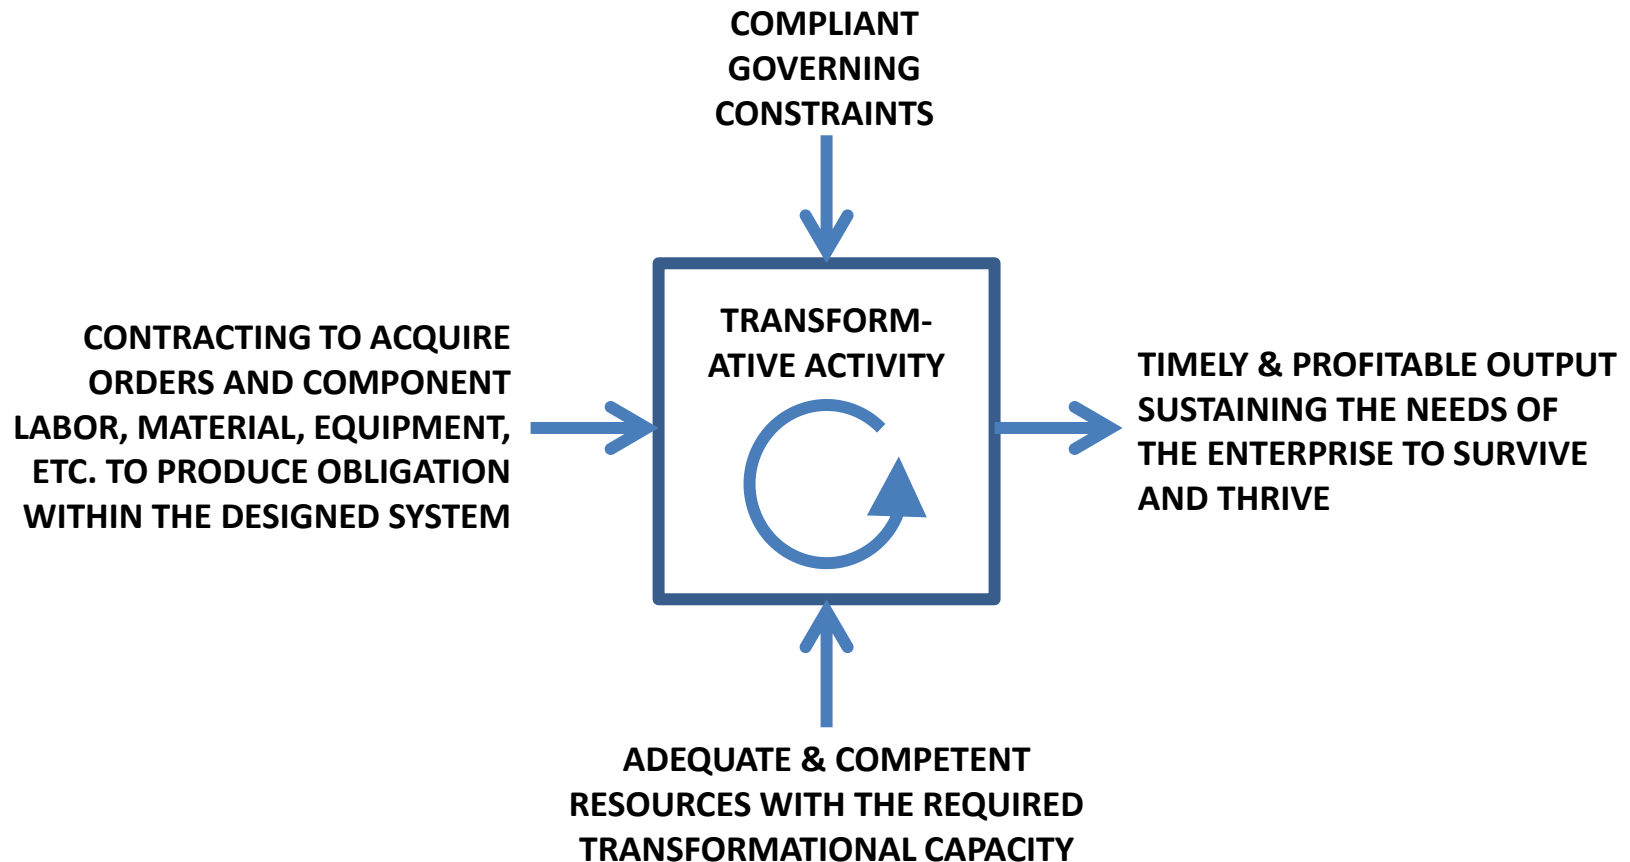 COMPLIANT
GOVERNING
CONSTRAINTS
TRANSFORM-
ATIVE ACTIVITY
CONTRACTING TO ACQUIRE
ORDERS AND COMPONENT
LABOR, MATERIAL, EQUIPMENT,
ETC. TO PRODUCE OBLIGATION
WITHIN THE DESIGNED SYSTEM
TIMELY & PROFITABLE OUTPUT
SUSTAINING THE NEEDS OF
THE ENTERPRISE TO SURVIVE
AND THRIVE
ADEQUATE & COMPETENT
RESOURCES WITH THE REQUIRED
TRANSFORMATIONAL CAPACITY